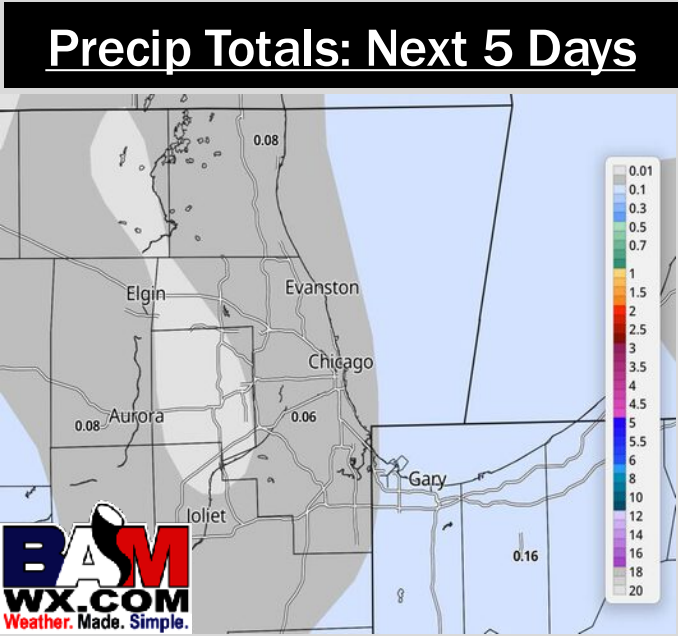 Precip Totals: Next 5 Days
0.08
Elgin
Evanston
Chicago
0.08
Aurora
0.06
Gary
Joliet
0.16
0.01
0.1
0.3
0.5
0.7
1
1.5
2
2.5
3
3.5
4
4.5
5
5.5
6
8
10
12
14
16
18
20
BAM
WX.COM
Weather. Made. Simple.